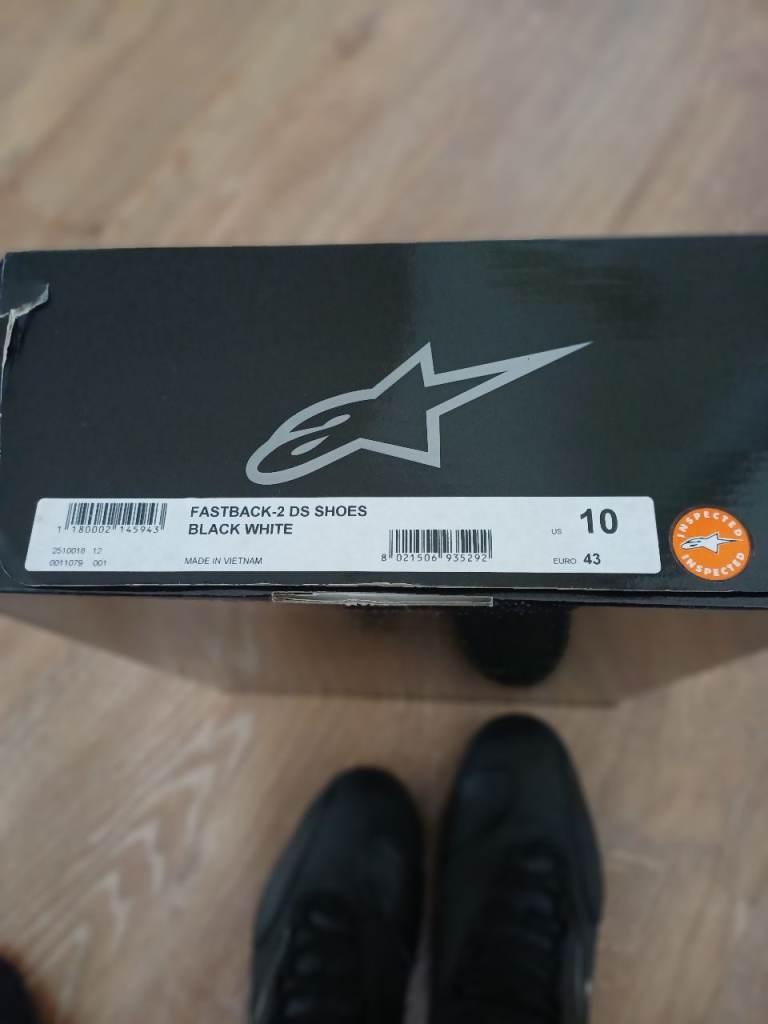 FASTBACK-2 DS SHOES
BLACK WHITE
1 180002 145943
2510018 12
0011079 001
MADE IN VIETNAM
8 021506 935292
US 10
EURO 43
INSPECTED
INSPECTED